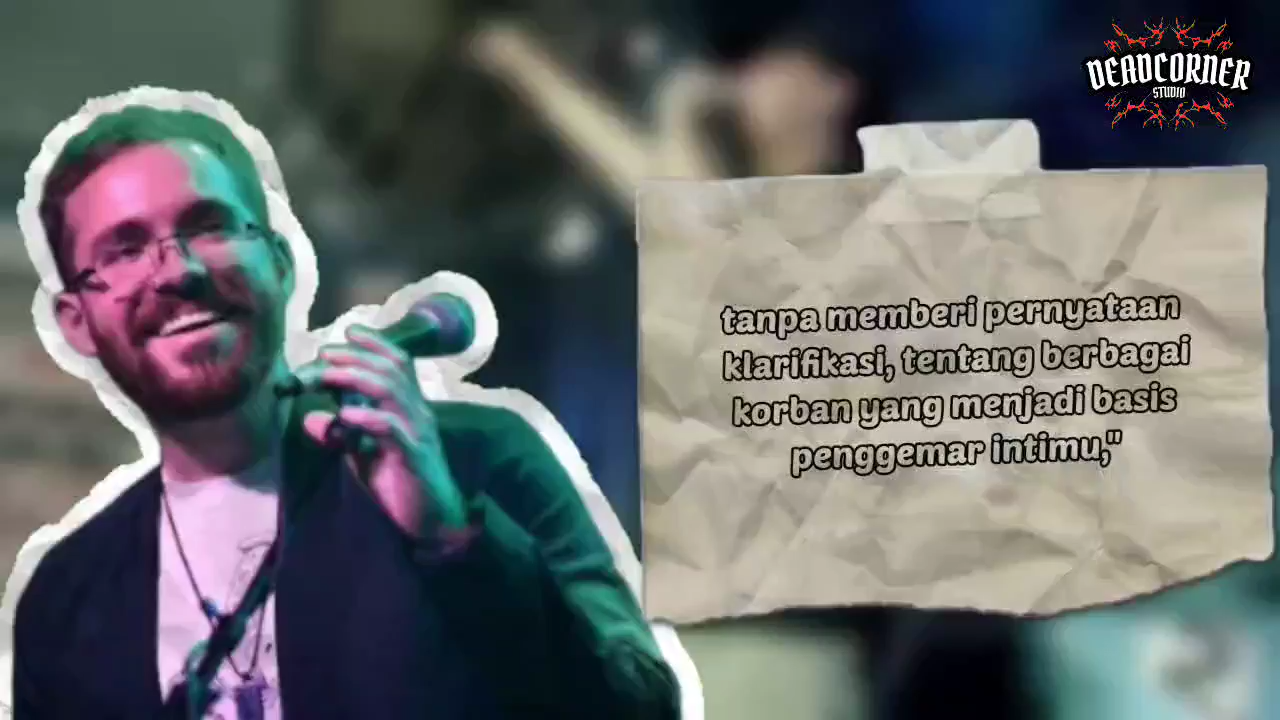 DEADCORNER
STUDIO
tanpa memberi pernyataan
klarifikasi, tentang berbagai
korban yang menjadi basis
penggemar intimu,"